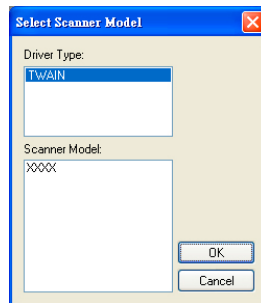 Select Scanner Model
Driver Type:
TWAIN
Scanner Model:
XXXX
OK
Cancel